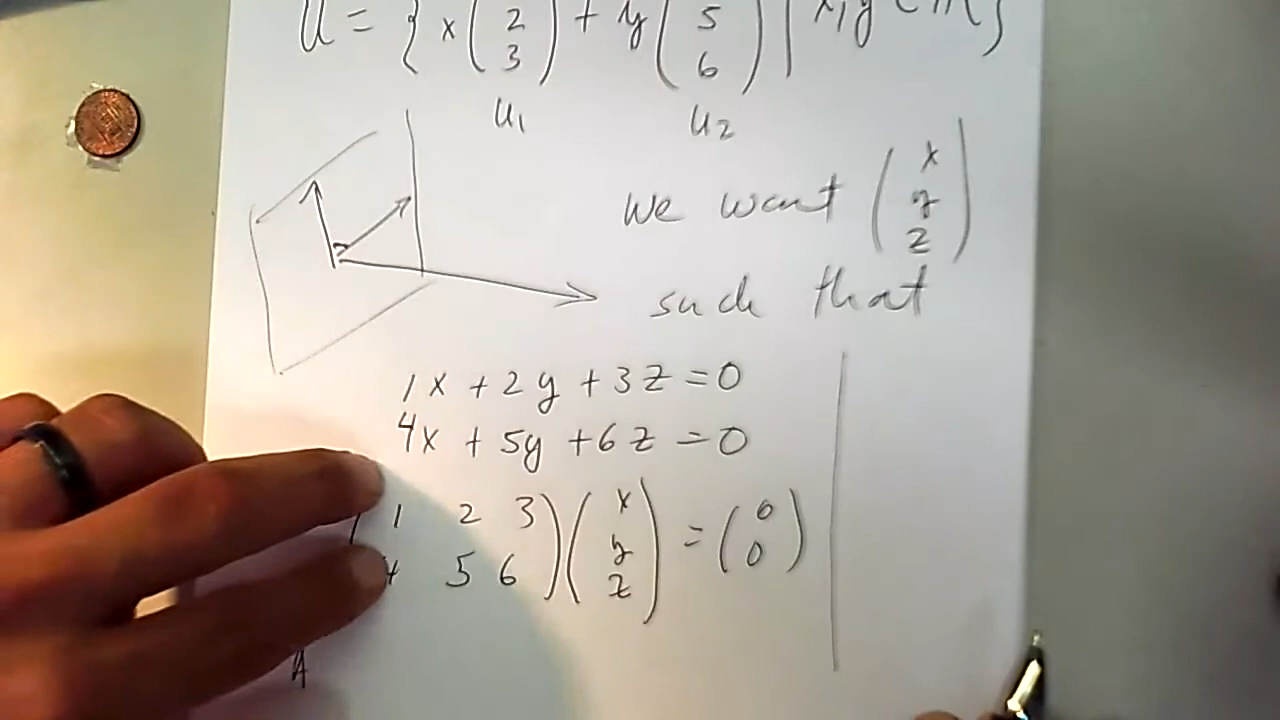 U = { x ( 2 3 ) + y ( 5 6 ) | x, y ∈ ℝ }
u₁ u₂
we want ( x y z )
such that
1x + 2y + 3z = 0
4x + 5y + 6z = 0
( 1 2 3 ) ( x y z ) = ( 0 0 )
4 5 6
A